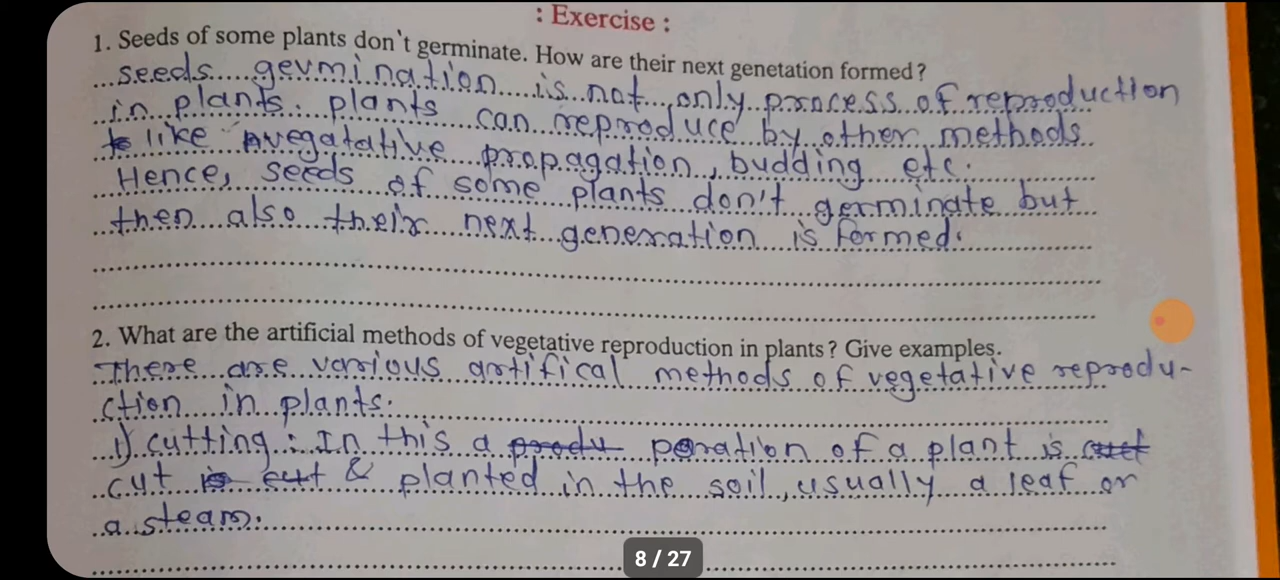 : Exercise :
1. Seeds of some plants don't germinate. How are their next genetation formed?
seeds gevmination is not only process of reproduction
in plants. plants can reproduce by other methods
like vegatative propagation, budding etc.
Hence, seeds of some plants don't germinate but
then also their next generation is formed.
2. What are the artificial methods of vegetative reproduction in plants? Give examples.
There are various artifical methods of vegetative reprodu-
ction in plants.
1) cutting : In this a poration of a plant is
cut & planted in the soil, usually a leaf or
a steam.
8 / 27